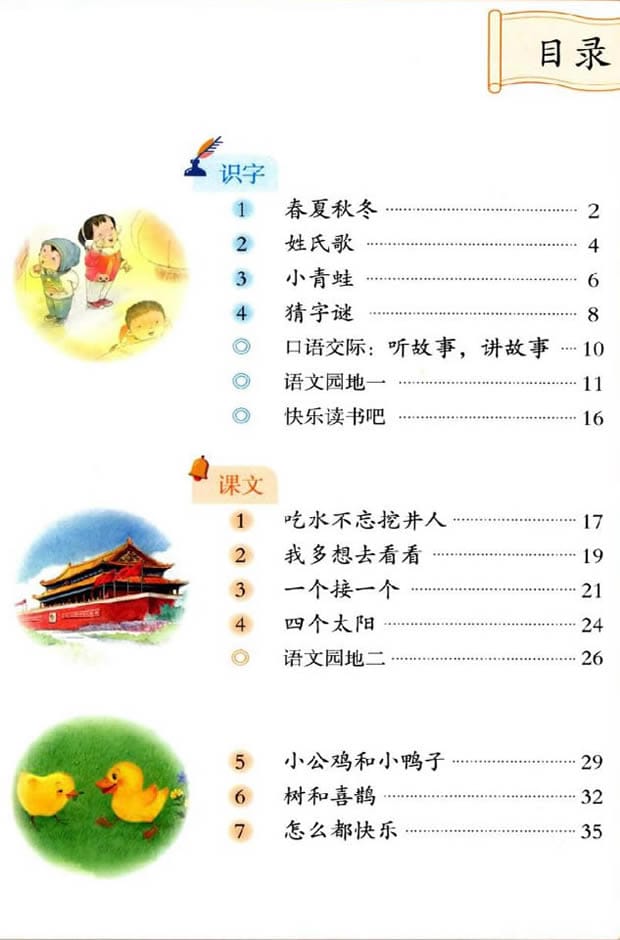 目录
识字
1 春夏秋冬 …… 2
2 姓氏歌 …… 4
3 小青蛙 …… 6
4 猜字谜 …… 8
◎ 口语交际：听故事，讲故事 … 10
◎ 语文园地一 …… 11
◎ 快乐读书吧 …… 16
课文
1 吃水不忘挖井人 …… 17
2 我多想去看看 …… 19
3 一个接一个 …… 21
4 四个太阳 …… 24
◎ 语文园地二 …… 26
5 小公鸡和小鸭子 …… 29
6 树和喜鹊 …… 32
7 怎么都快乐 …… 35